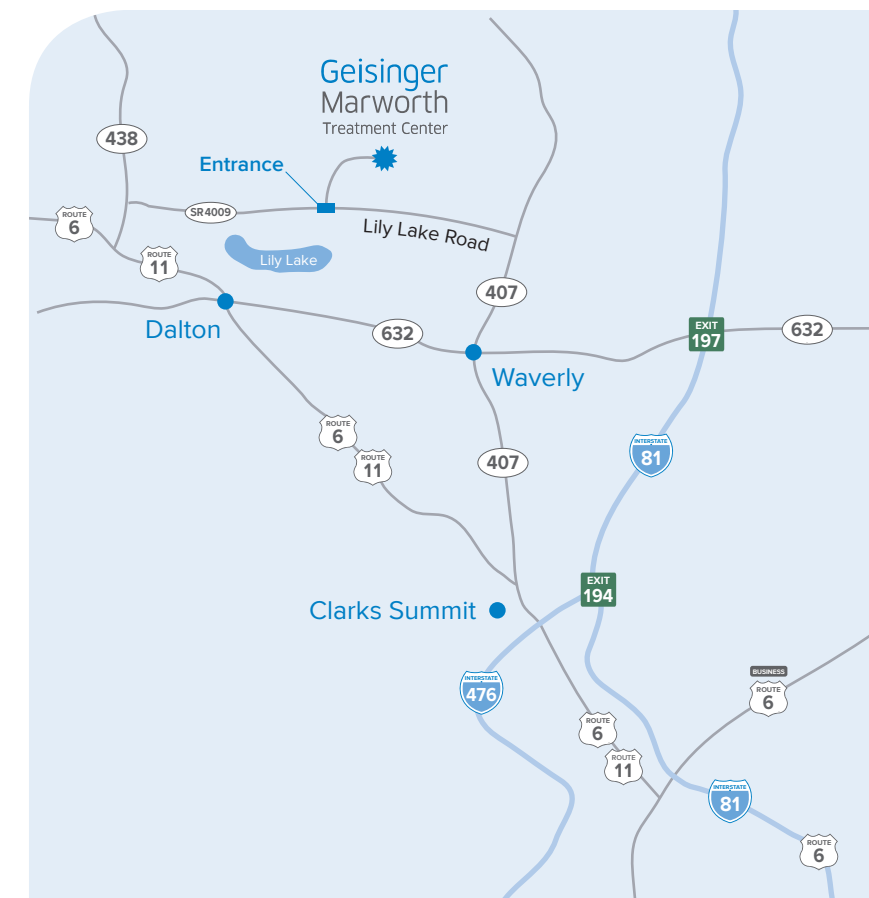 Geisinger
Marworth
Treatment Center
438
Entrance
SR4009
ROUTE
6
Lily Lake Road
ROUTE
11
Lily Lake
407
Dalton
632
EXIT
197
632
Waverly
ROUTE
6
ROUTE
11
407
INTERSTATE
81
EXIT
194
Clarks Summit
INTERSTATE
476
BUSINESS
ROUTE
6
ROUTE
6
ROUTE
11
INTERSTATE
81
ROUTE
6